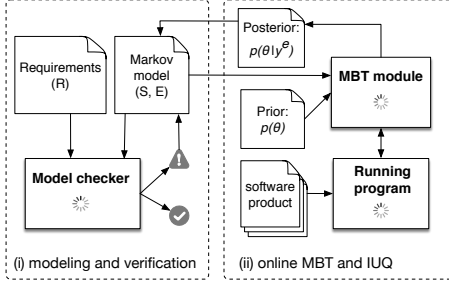 Requirements
(R)
Markov
model
(S, E)
Posterior:
p(θ|yᵉ)
MBT module
Prior:
p(θ)
Model checker
software
product
Running
program
(i) modeling and verification
(ii) online MBT and IUQ